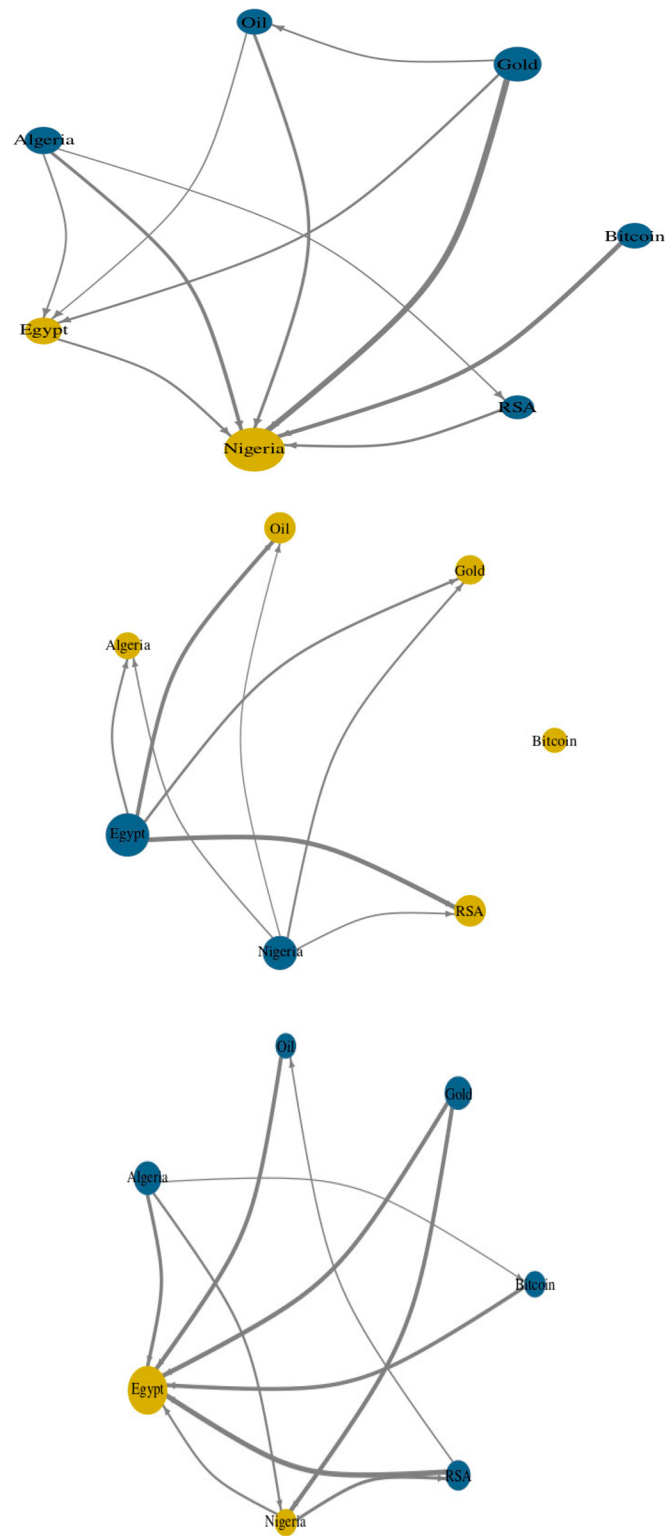 Oil
Gold
Algeria
Bitcoin
Egypt
RSA
Nigeria
Oil
Gold
Algeria
Bitcoin
Egypt
RSA
Nigeria
Oil
Gold
Algeria
Bitcoin
Egypt
RSA
Nigeria